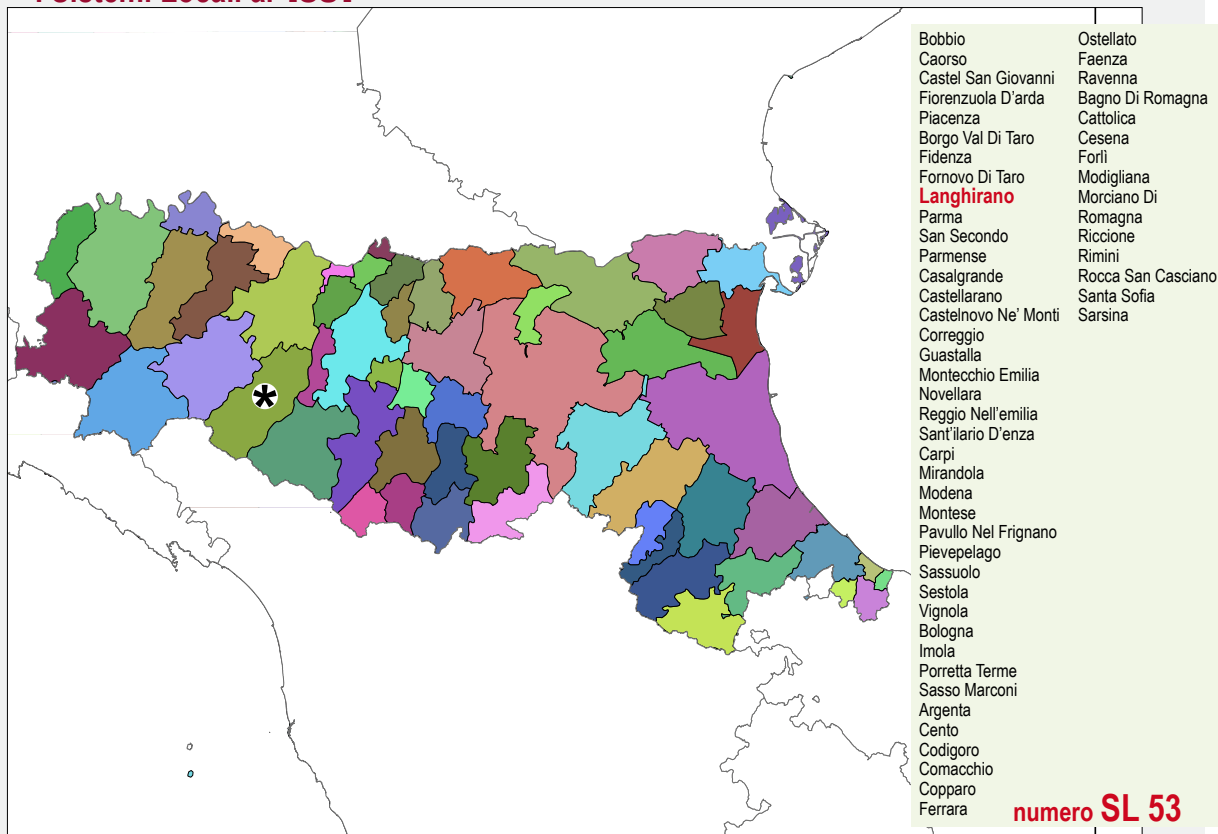 Bobbio
Caorso
Castel San Giovanni
Fiorenzuola D'arda
Piacenza
Borgo Val Di Taro
Fidenza
Fornovo Di Taro
Langhirano
Parma
San Secondo
Parmense
Casalgrande
Castellarano
Castelnovo Ne' Monti
Correggio
Guastalla
Montecchio Emilia
Novellara
Reggio Nell'emilia
Sant'ilario D'enza
Carpi
Mirandola
Modena
Montese
Pavullo Nel Frignano
Pievepelago
Sassuolo
Sestola
Vignola
Bologna
Imola
Porretta Terme
Sasso Marconi
Argenta
Cento
Codigoro
Comacchio
Copparo
Ferrara
Ostellato
Faenza
Ravenna
Bagno Di Romagna
Cattolica
Cesena
Forlì
Modigliana
Morciano Di
Romagna
Riccione
Rimini
Rocca San Casciano
Santa Sofia
Sarsina
numero SL 53
*